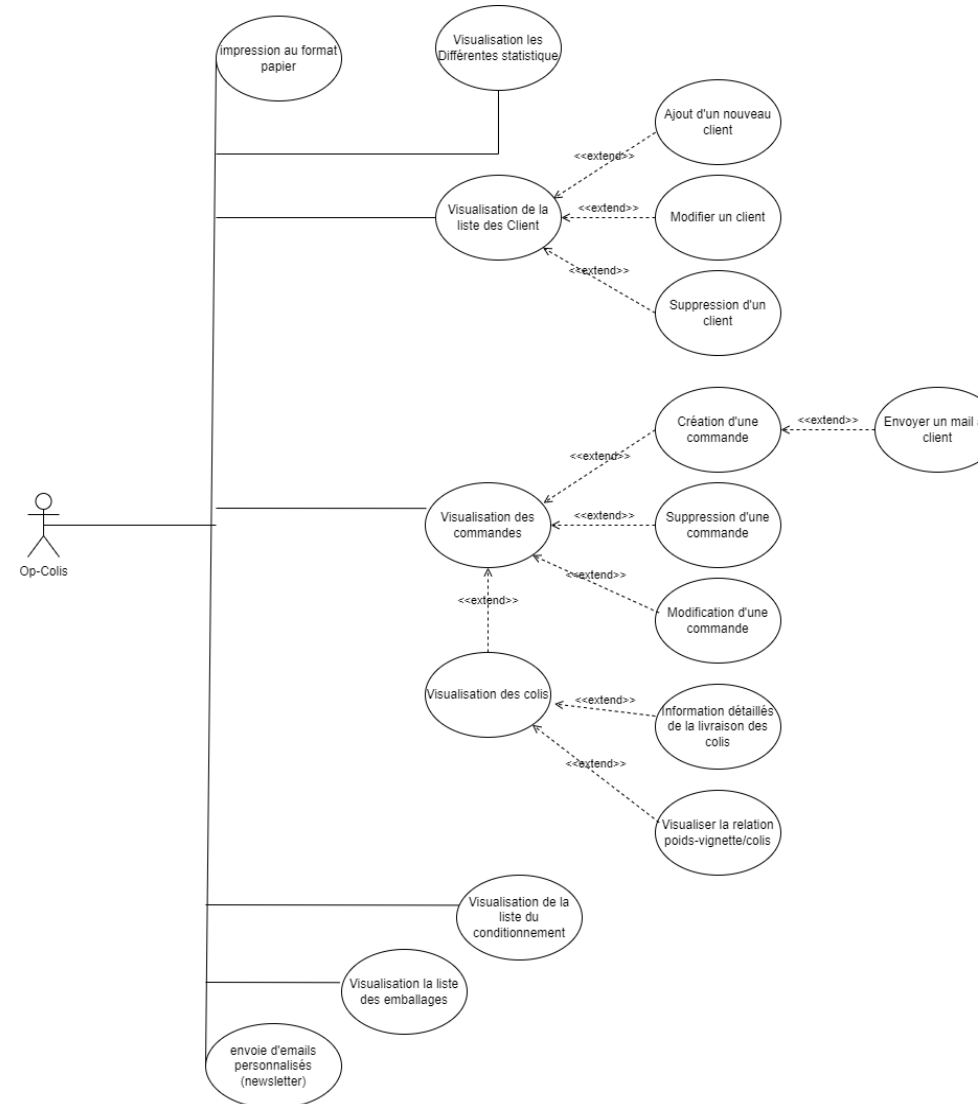 impression au format
papier
Visualisation les
Différentes statistique
Ajout d'un nouveau
client
<<extend>>
Visualisation de la
liste des Client
<<extend>>
Modifier un client
<<extend>>
Suppression d'un
client
Création d'une
commande
<<extend>>
Envoyer un mail
client
<<extend>>
Visualisation des
commandes
<<extend>>
Suppression d'une
commande
<<extend>>
Modification d'une
commande
Op-Colis
<<extend>>
Visualisation des colis
<<extend>>
Information détaillés
de la livraison des
colis
<<extend>>
Visualiser la relation
poids-vignette/colis
Visualisation de la
liste du
conditionnement
Visualisation la liste
des emballages
envoie d'emails
personnalisés
(newsletter)